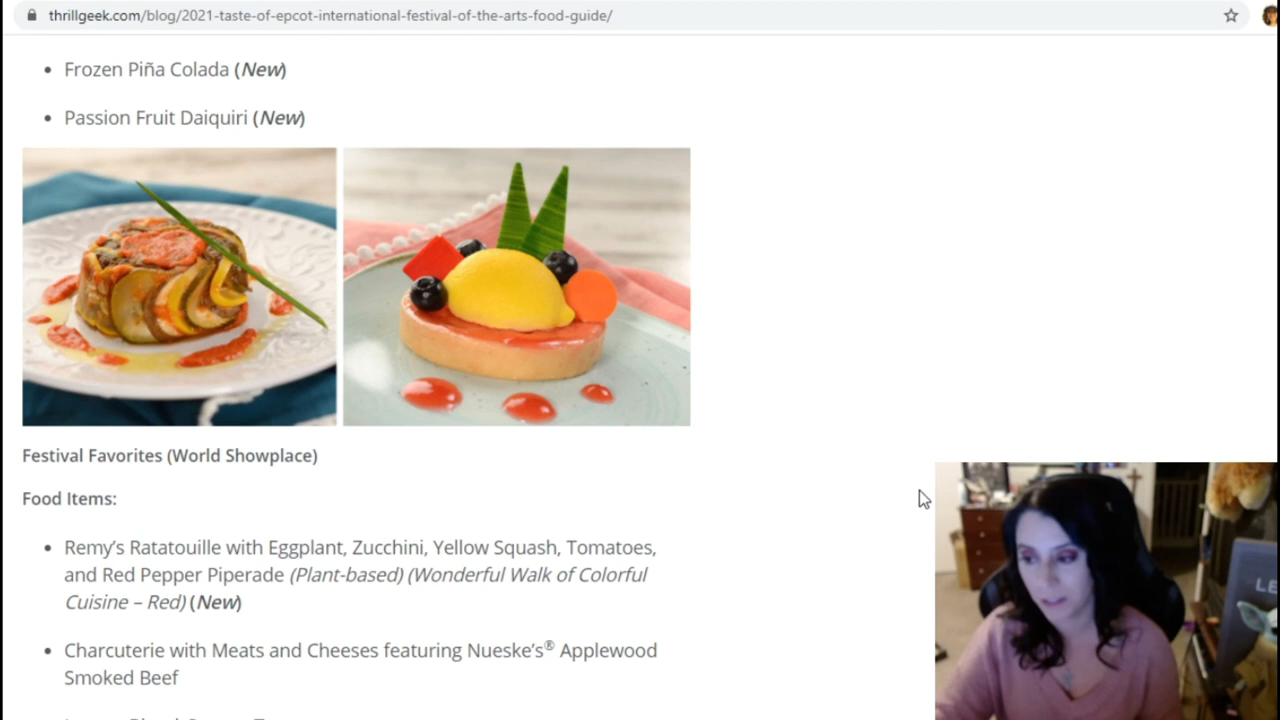 thrillgeek.com/blog/2021-taste-of-epcot-international-festival-of-the-arts-food-guide/
• Frozen Piña Colada (New)
• Passion Fruit Daiquiri (New)
Festival Favorites (World Showplace)
Food Items:
• Remy’s Ratatouille with Eggplant, Zucchini, Yellow Squash, Tomatoes,
and Red Pepper Piperade (Plant-based) (Wonderful Walk of Colorful
Cuisine – Red) (New)
• Charcuterie with Meats and Cheeses featuring Nueske’s® Applewood
Smoked Beef
LE